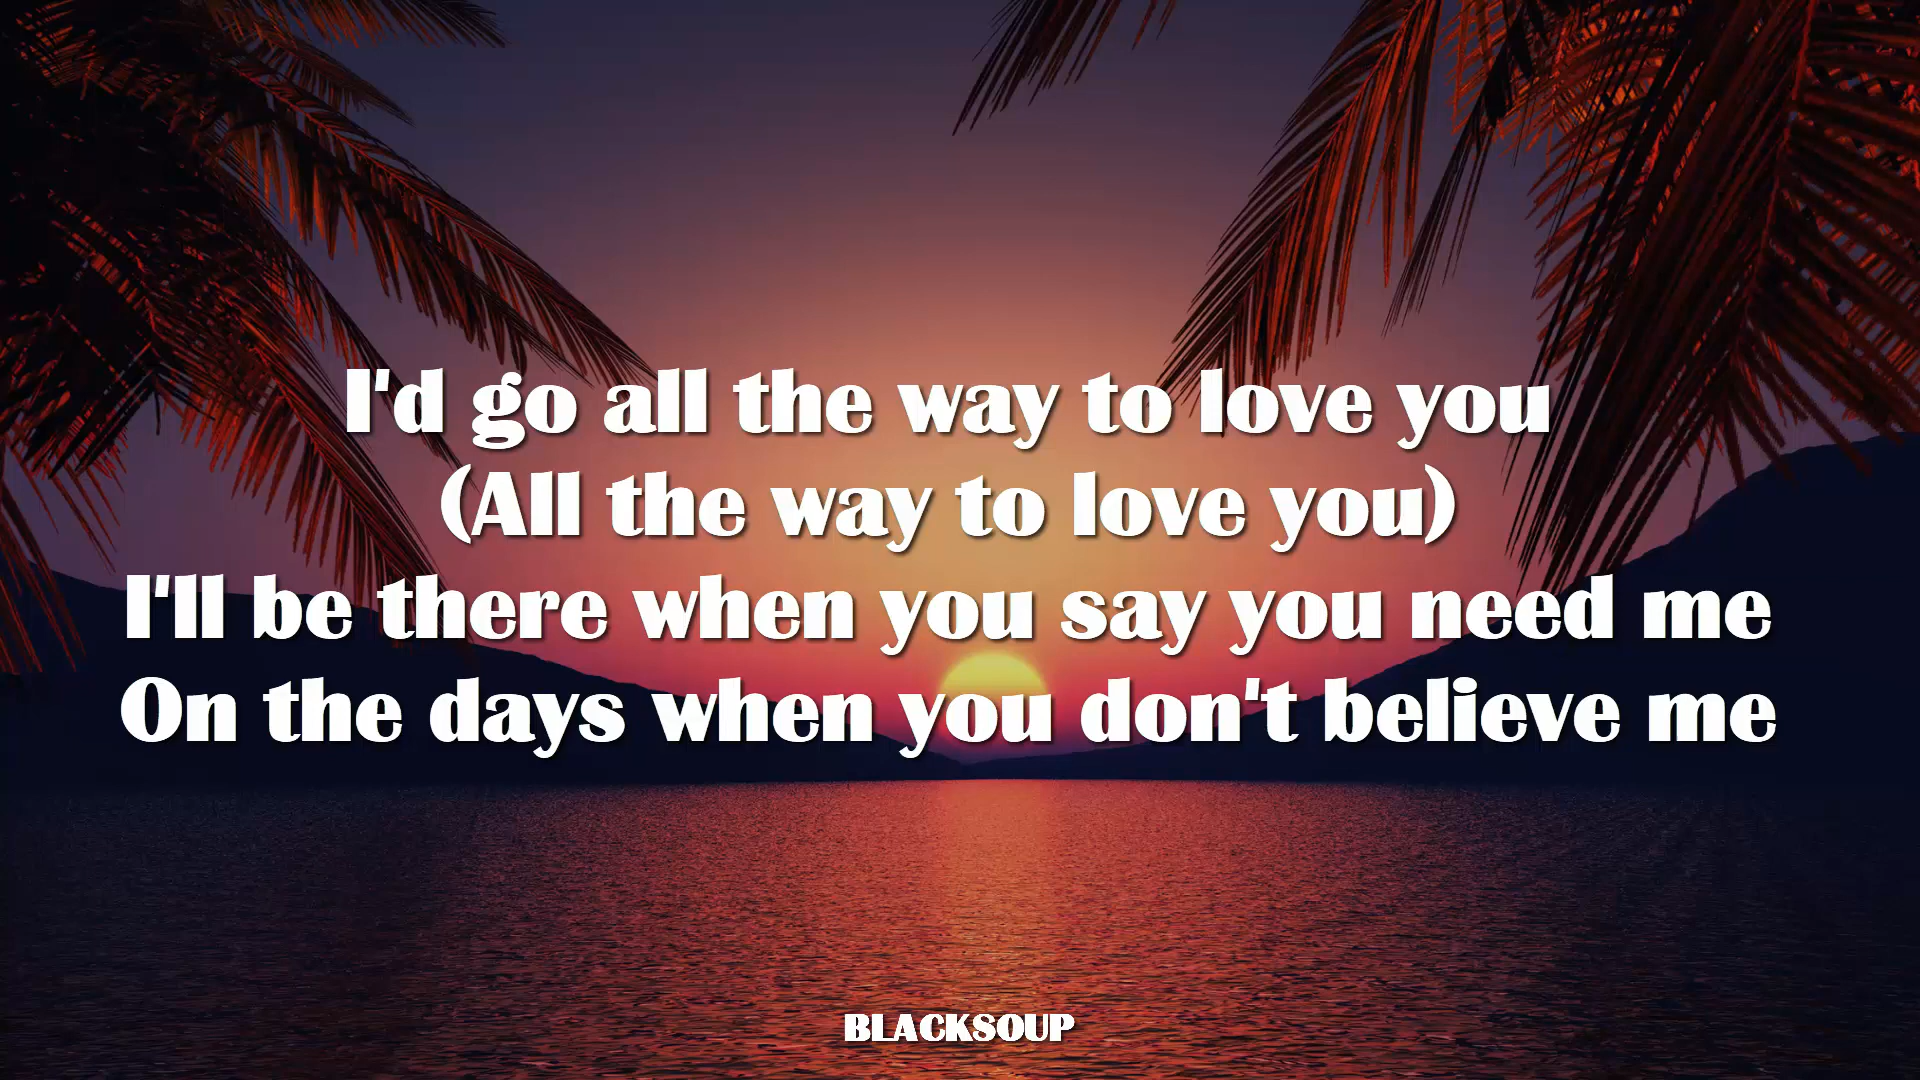 I'd go all the way to love you
(All the way to love you)
I'll be there when you say you need me
On the days when you don't believe me
BLACKSOUP